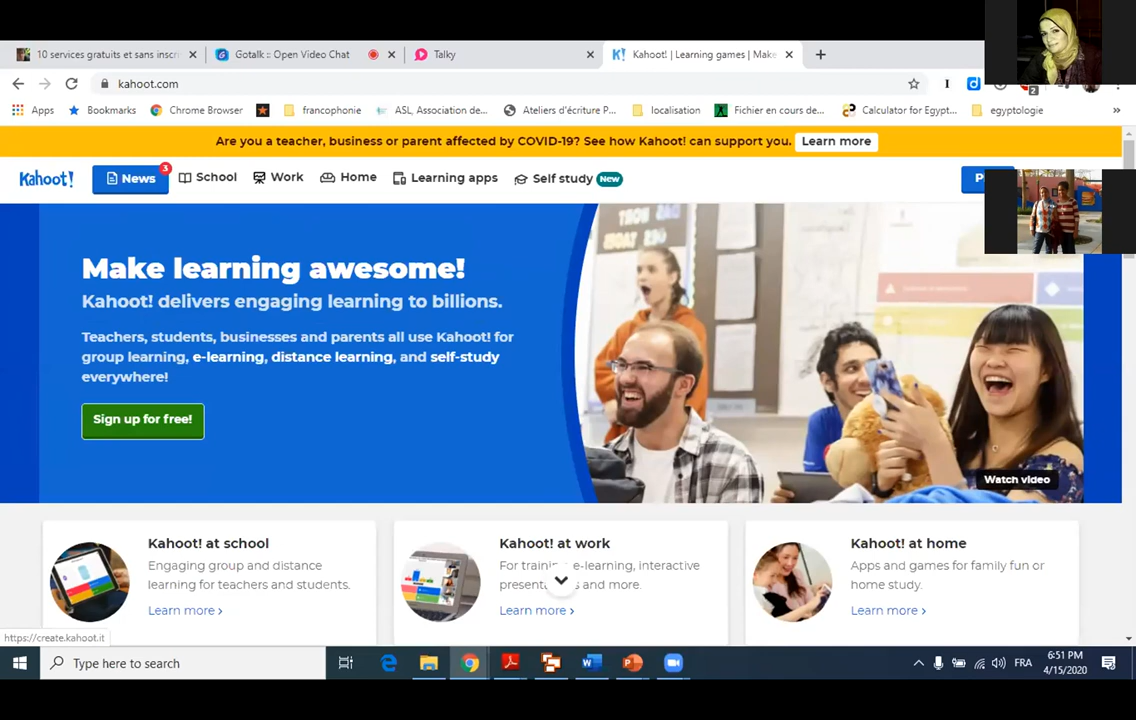 10 services gratuits et sans inscri
Gotalk :: Open Video Chat
Talky
Kahoot! | Learning games | Make
kahoot.com
Apps
Bookmarks
Chrome Browser
francophonie
ASL, Association de...
Ateliers d'écriture P...
localisation
Fichier en cours de...
Calculator for Egypt...
egyptologie
Are you a teacher, business or parent affected by COVID-19? See how Kahoot! can support you. Learn more
Kahoot!
News
3
School
Work
Home
Learning apps
Self study New
Make learning awesome!
Kahoot! delivers engaging learning to billions.
Teachers, students, businesses and parents all use Kahoot! for
group learning, e-learning, distance learning, and self-study
everywhere!
Sign up for free!
Watch video
Kahoot! at school
Engaging group and distance
learning for teachers and students.
Learn more ›
Kahoot! at work
For training, e-learning, interactive
and more.
Learn more ›
Kahoot! at home
Apps and games for family fun or
home study.
Learn more ›
https://create.kahoot.it
Type here to search
FRA
6:51 PM
4/15/2020